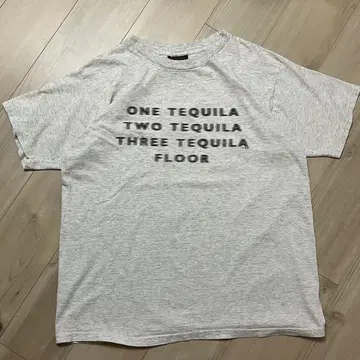 ONE TEQUILA
TWO TEQUILA
THREE TEQUILA
FLOOR